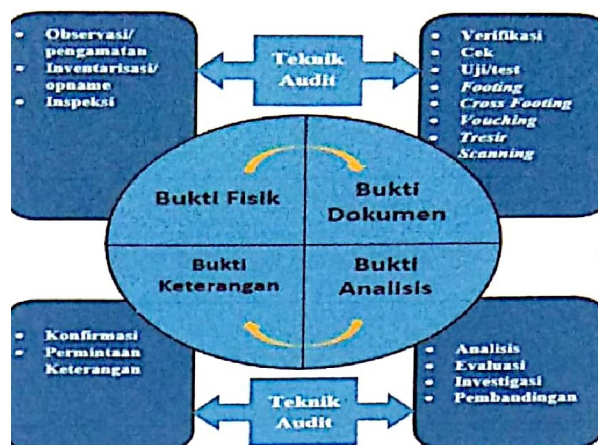 Observasi/
pengamatan
Inventarisasi/
opname
Inspeksi
Teknik
Audit
Verifikasi
Cek
Uji/test
Footing
Cross Footing
Vouching
Tresir
Scanning
Bukti Fisik
Bukti
Dokumen
Bukti
Keterangan
Bukti
Analisis
Konfirmasi
Permintaan
Keterangan
Teknik
Audit
Analisis
Evaluasi
Investigasi
Pembandingan